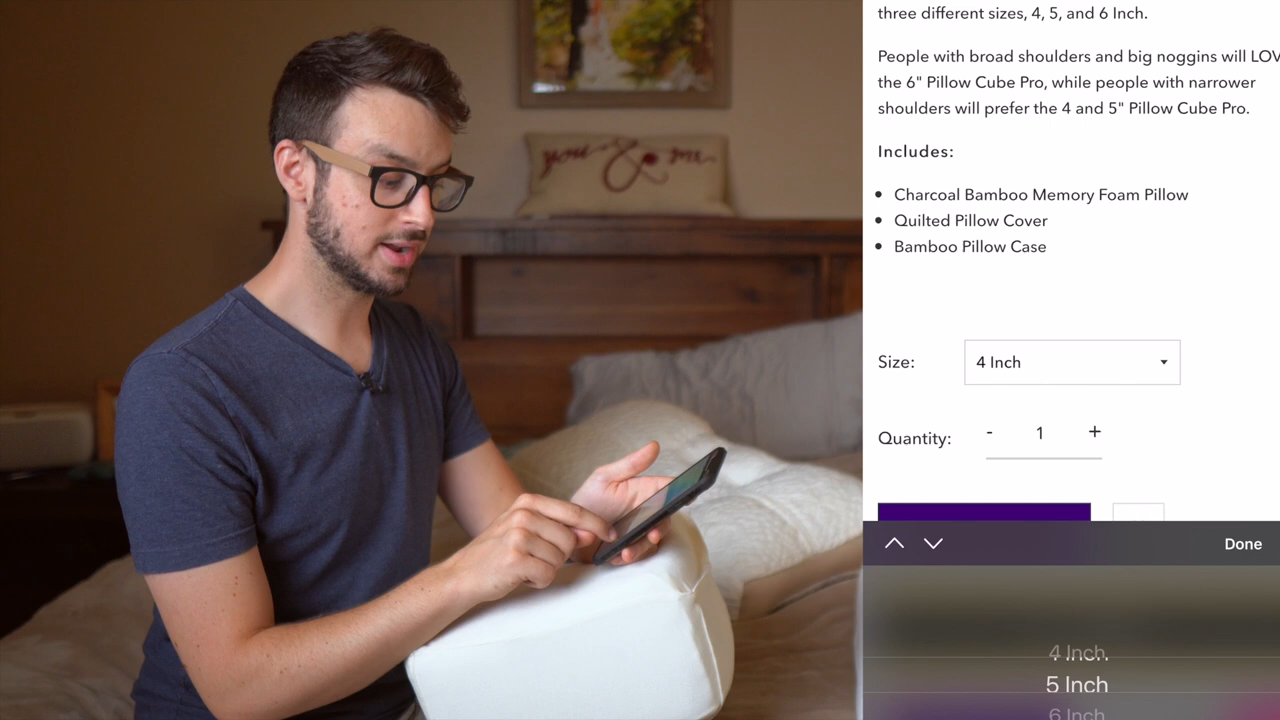 you & me
three different sizes, 4, 5, and 6 Inch.
People with broad shoulders and big noggins will LOV
the 6" Pillow Cube Pro, while people with narrower
shoulders will prefer the 4 and 5" Pillow Cube Pro.
Includes:
Charcoal Bamboo Memory Foam Pillow
Quilted Pillow Cover
Bamboo Pillow Case
Size:
4 Inch
Quantity:
- 1 +
Done
4 Inch
5 Inch
6 Inch